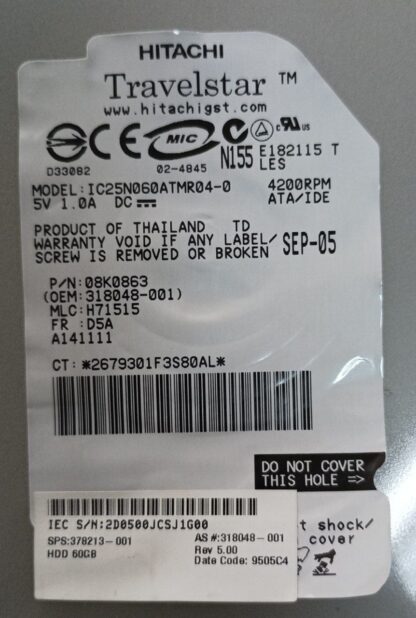 HITACHI
Travelstar ™
www.hitachigst.com
CE MIC N155 E182115 T
D33082 02-4845 LES
MODEL:IC25N060ATMR04-0 4200RPM
5V 1.0A DC ATA/IDE
PRODUCT OF THAILAND TD
WARRANTY VOID IF ANY LABEL/ SEP-05
SCREW IS REMOVED OR BROKEN
P/N:08K0863
(OEM:318048-001)
MLC:H71515
FR :D5A
A141111
CT: *2679301F3S80AL*
DO NOT COVER
THIS HOLE =>
IEC S/N:2D0500JCSJ1G00
SPS:378213-001 AS #:318048-001
HDD 60GB Rev 5.00
Date Code: 9505C4
t shock/
cover